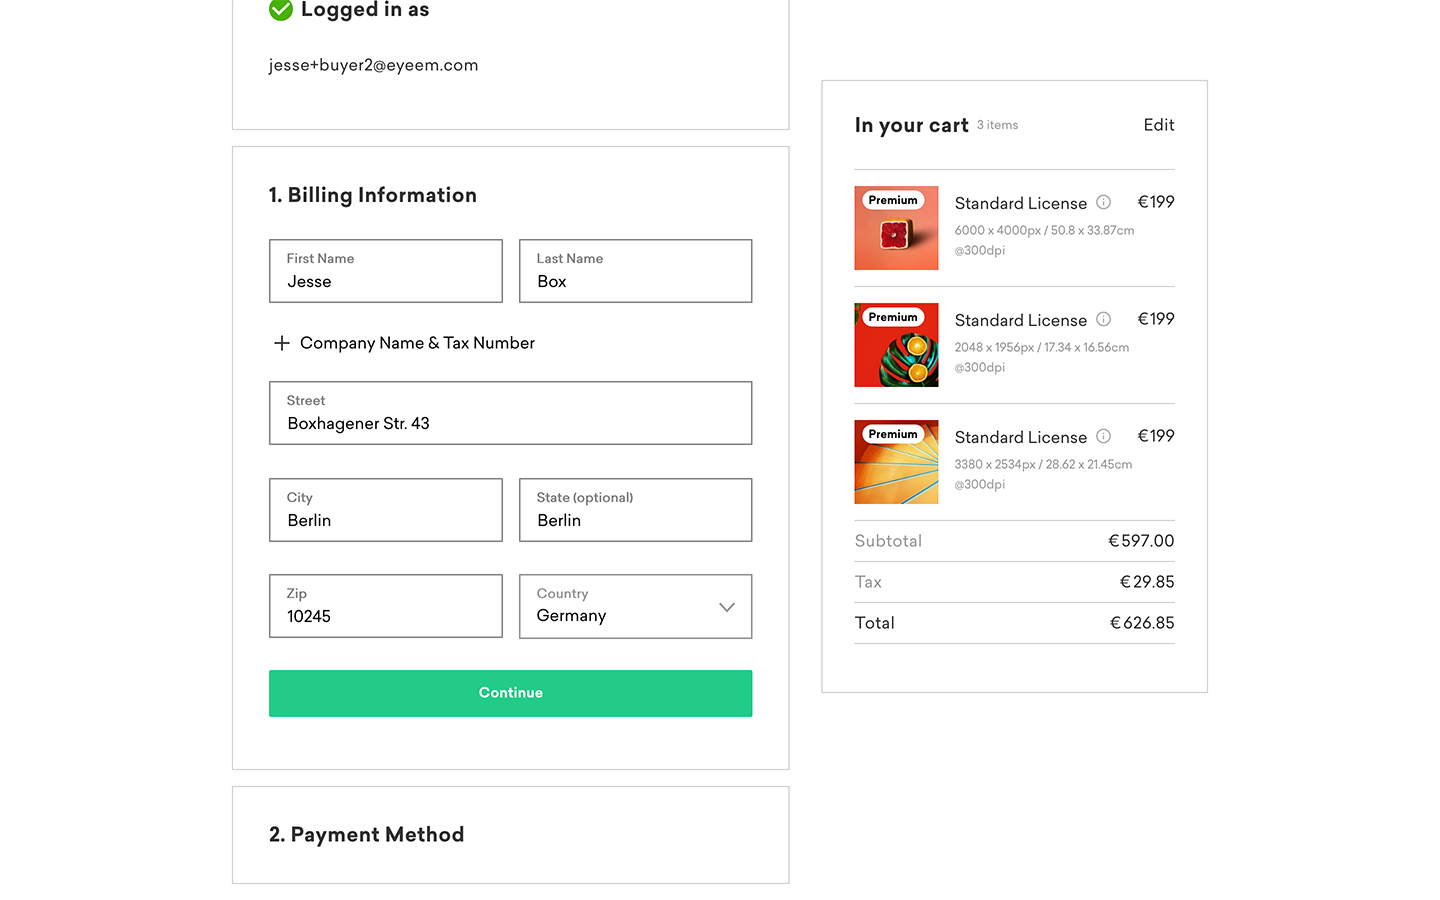 Logged in as
jesse+buyer2@eyeem.com
1. Billing Information
First Name
Jesse
Last Name
Box
Company Name & Tax Number
Street
Boxhagener Str. 43
City
Berlin
State (optional)
Berlin
Zip
10245
Country
Germany
Continue
2. Payment Method
In your cart 3 items Edit
Premium
Standard License €199
6000 x 4000px / 50.8 x 33.87cm
@300dpi
Premium
Standard License €199
2048 x 1956px / 17.34 x 16.56cm
@300dpi
Premium
Standard License €199
3380 x 2534px / 28.62 x 21.45cm
@300dpi
Subtotal €597.00
Tax €29.85
Total €626.85